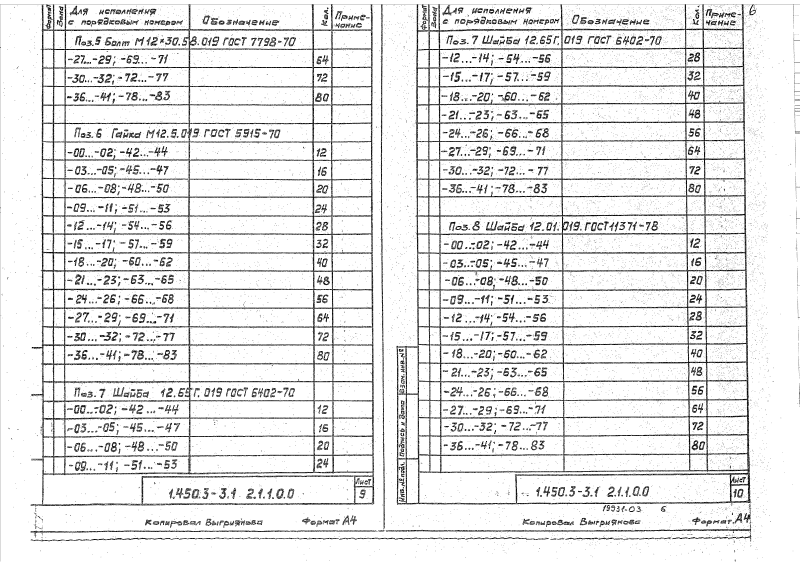 Формат Зона Для исполнения с порядковым номером Обозначение Кол. Приме-чание
Поз.5 Болт М12×30.58.019 ГОСТ 7798-70
-27...-29; -69...-71 64
-30...-32; -72...-77 72
-36...-41; -78...-83 80
Поз.6 Гайка М12.5.019 ГОСТ 5915-70
-00...-02; -42...-44 12
-03...-05; -45...-47 16
-06...-08; -48...-50 20
-09...-11; -51...-53 24
-12...-14; -54...-56 28
-15...-17; -57...-59 32
-18...-20; -60...-62 40
-21...-23; -63...-65 48
-24...-26; -66...-68 56
-27...-29; -69...-71 64
-30...-32; -72...-77 72
-36...-41; -78...-83 80
Поз.7 Шайба 12.65Г.019 ГОСТ 6402-70
-00...-02; -42...-44 12
-03...-05; -45...-47 16
-06...-08; -48...-50 20
-09...-11; -51...-53 24
1.450.3-3.1 2.1.1.0.0 Лист 9
Копировал Выгриянова Формат А4
6
Формат Зона Для исполнения с порядковым номером Обозначение Кол. Приме-чание
Поз.7 Шайба 12.65Г.019 ГОСТ 6402-70
-12...-14; -54...-56 28
-15...-17; -57...-59 32
-18...-20; -60...-62 40
-21...-23; -63...-65 48
-24...-26; -66...-68 56
-27...-29; -69...-71 64
-30...-32; -72...-77 72
-36...-41; -78...-83 80
Поз.8 Шайба 12.01.019.ГОСТ11371-78
-00...-02; -42...-44 12
-03...-05; -45...-47 16
-06...-08; -48...-50 20
-09...-11; -51...-53 24
-12...-14; -54...-56 28
-15...-17; -57...-59 32
-18...-20; -60...-62 40
-21...-23; -63...-65 48
-24...-26; -66...-68 56
-27...-29; -69...-71 64
-30...-32; -72...-77 72
-36...-41; -78...83 80
Инв.№ подл. Подпись и дата Взам.инв.№
1.450.3-3.1 2.1.1.0.0 Лист 10
19931-03 6
Копировал Выгриянова Формат А4